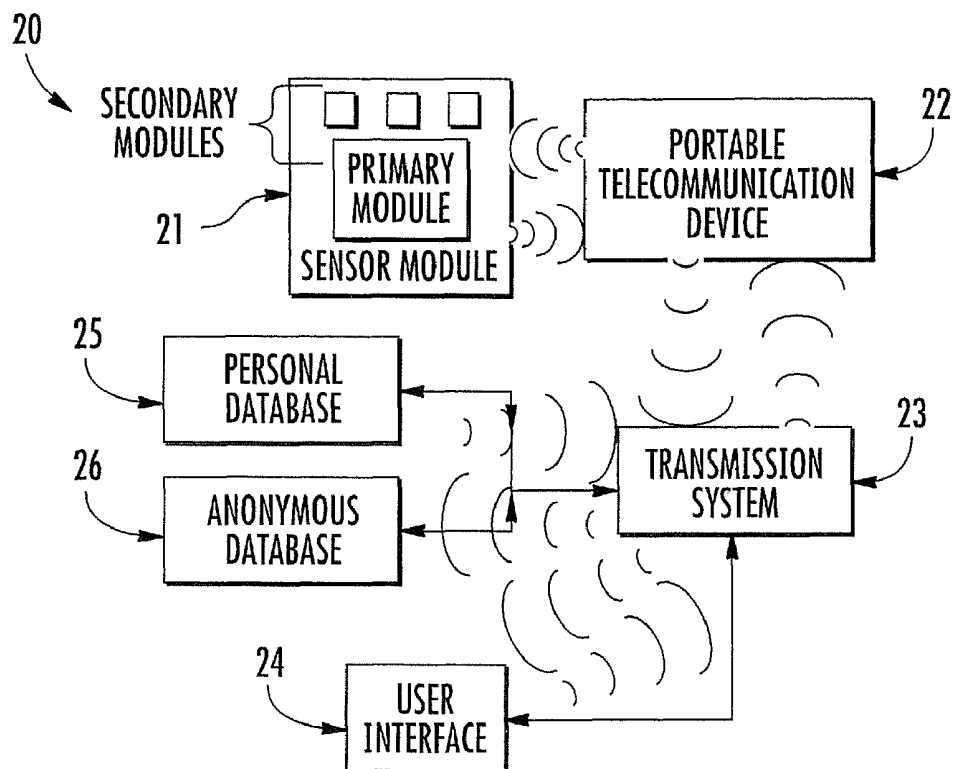 20
SECONDARY
MODULES
PRIMARY
MODULE
21
SENSOR MODULE
PORTABLE
TELECOMMUNICATION
DEVICE
22
25
PERSONAL
DATABASE
26
ANONYMOUS
DATABASE
TRANSMISSION
SYSTEM
23
24
USER
INTERFACE